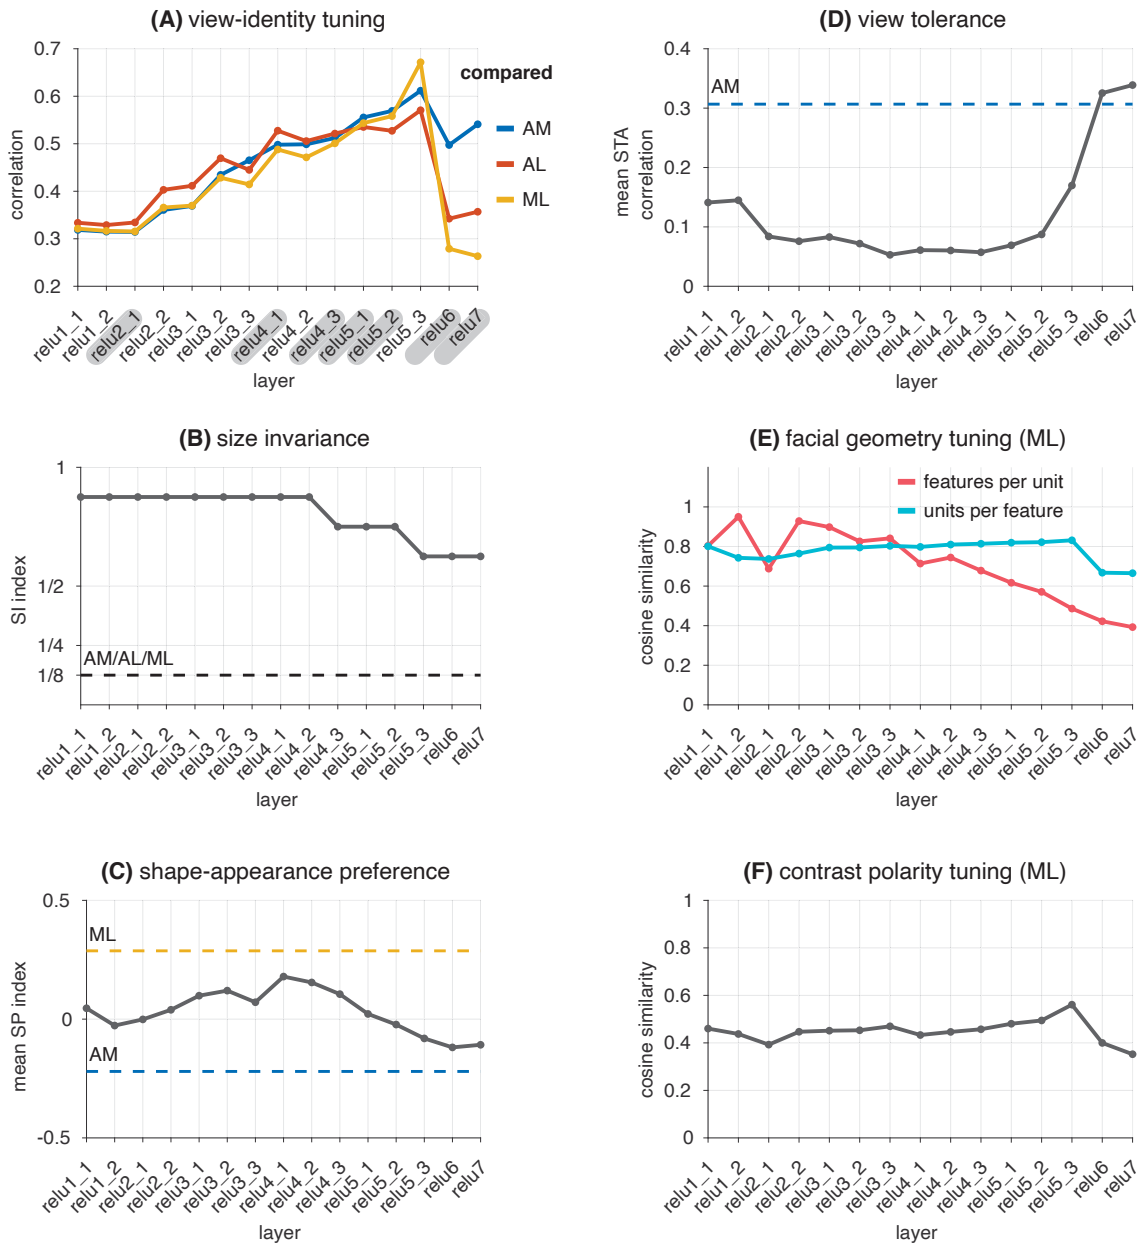 (A) view-identity tuning
0.7
0.6
0.5
0.4
0.3
0.2
correlation
compared
AM
AL
ML
relu1_1
relu1_2
relu2_1
relu2_2
relu3_1
relu3_2
relu3_3
relu4_1
relu4_2
relu4_3
relu5_1
relu5_2
relu5_3
relu6
relu7
layer
(D) view tolerance
0.4
0.3
0.2
0.1
0
mean STA
correlation
AM
relu1_1
relu1_2
relu2_1
relu2_2
relu3_1
relu3_2
relu3_3
relu4_1
relu4_2
relu4_3
relu5_1
relu5_2
relu5_3
relu6
relu7
layer
(B) size invariance
1
1/2
1/4
1/8
SI index
AM/AL/ML
relu1_1
relu1_2
relu2_1
relu2_2
relu3_1
relu3_2
relu3_3
relu4_1
relu4_2
relu4_3
relu5_1
relu5_2
relu5_3
relu6
relu7
layer
(E) facial geometry tuning (ML)
1
0.8
0.6
0.4
0.2
0
cosine similarity
features per unit
units per feature
relu1_1
relu1_2
relu2_1
relu2_2
relu3_1
relu3_2
relu3_3
relu4_1
relu4_2
relu4_3
relu5_1
relu5_2
relu5_3
relu6
relu7
layer
(C) shape-appearance preference
0.5
0
-0.5
mean SP index
ML
AM
relu1_1
relu1_2
relu2_1
relu2_2
relu3_1
relu3_2
relu3_3
relu4_1
relu4_2
relu4_3
relu5_1
relu5_2
relu5_3
relu6
relu7
layer
(F) contrast polarity tuning (ML)
1
0.8
0.6
0.4
0.2
0
cosine similarity
relu1_1
relu1_2
relu2_1
relu2_2
relu3_1
relu3_2
relu3_3
relu4_1
relu4_2
relu4_3
relu5_1
relu5_2
relu5_3
relu6
relu7
layer